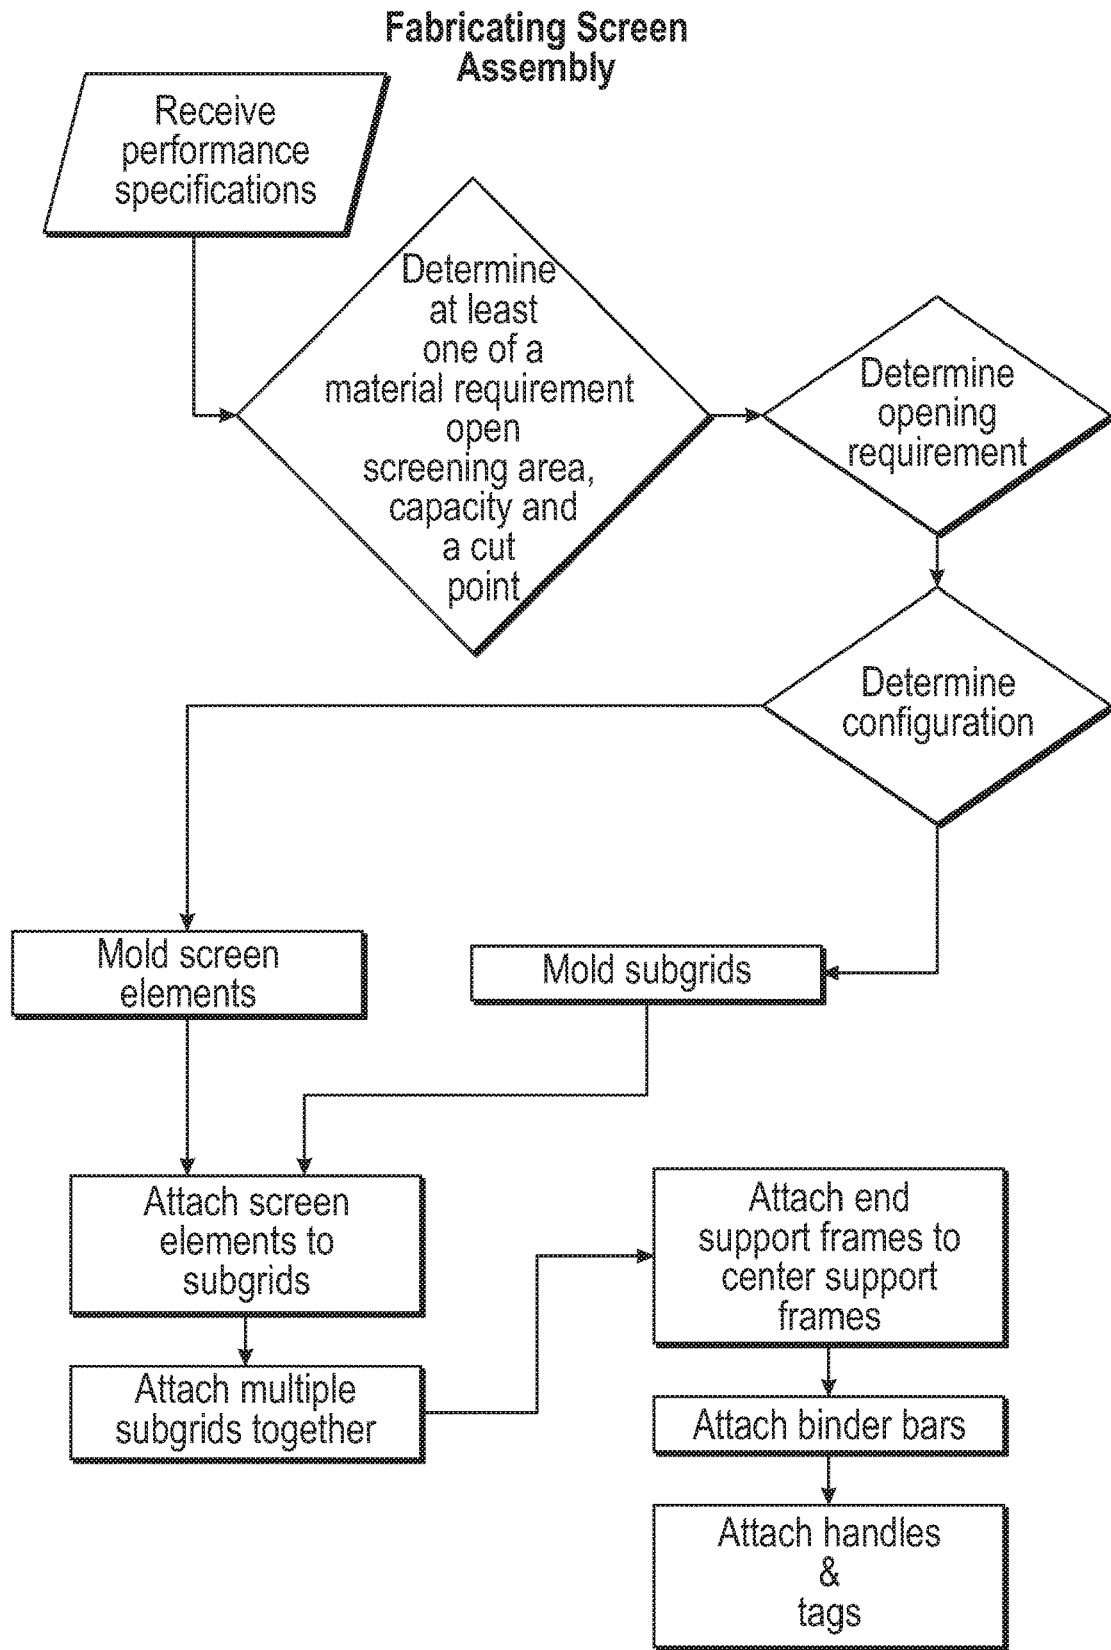 Fabricating Screen
Assembly
Receive
performance
specifications
Determine
at least
one of a
material requirement
open
screening area,
capacity and
a cut
point
Determine
opening
requirement
Determine
configuration
Mold screen
elements
Mold subgrids
Attach screen
elements to
subgrids
Attach multiple
subgrids together
Attach end
support frames to
center support
frames
Attach binder bars
Attach handles
&
tags